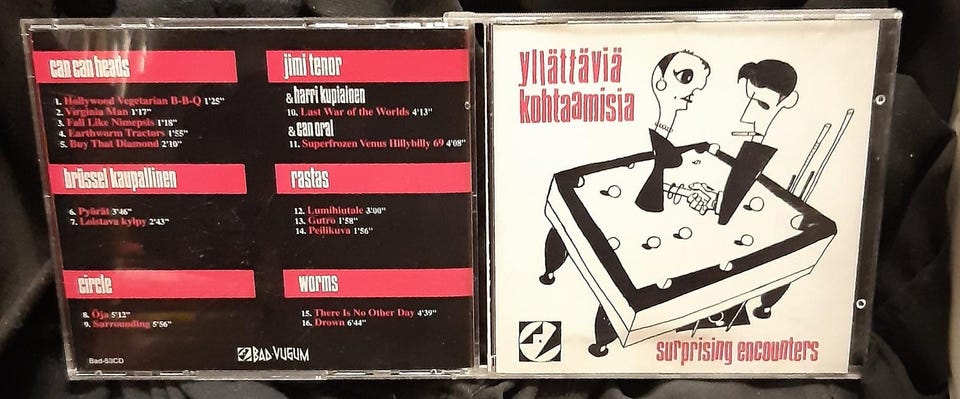 can can heads
1. Hollywood Vegetarian B-B-Q 1'25"
2. Virginia Man 1'17"
3. Fall Like Nimepsis 1'18"
4. Earthworm Tractors 1'55"
5. Buy That Diamond 2'10"
brüssel kaupallinen
6. Pyörät 3'46"
7. Loistava kylpy 2'43"
circle
8. Öja 5'12"
9. Surrounding 5'56"
Bad-53CD
jimi tenor
& harri kupiainen
10. Last War of the Worlds 4'13"
& can oral
11. Superfrozen Venus Hillybilly 69 4'08"
rastas
12. Lumihiutale 3'00"
13. Gutro 1'58"
14. Peilikuva 1'56"
worms
15. There Is No Other Day 4'39"
16. Drown 6'44"
BAD VUGUM
yllättäviä
kohtaamisia
surprising encounters